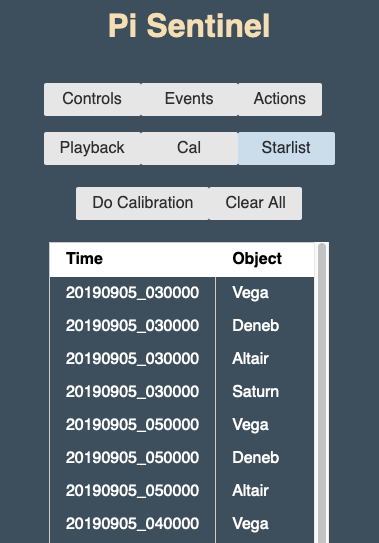 Pi Sentinel
Controls Events Actions
Playback Cal Starlist
Do Calibration Clear All
Time Object
20190905_030000 Vega
20190905_030000 Deneb
20190905_030000 Altair
20190905_030000 Saturn
20190905_050000 Vega
20190905_050000 Deneb
20190905_050000 Altair
20190905_040000 Vega